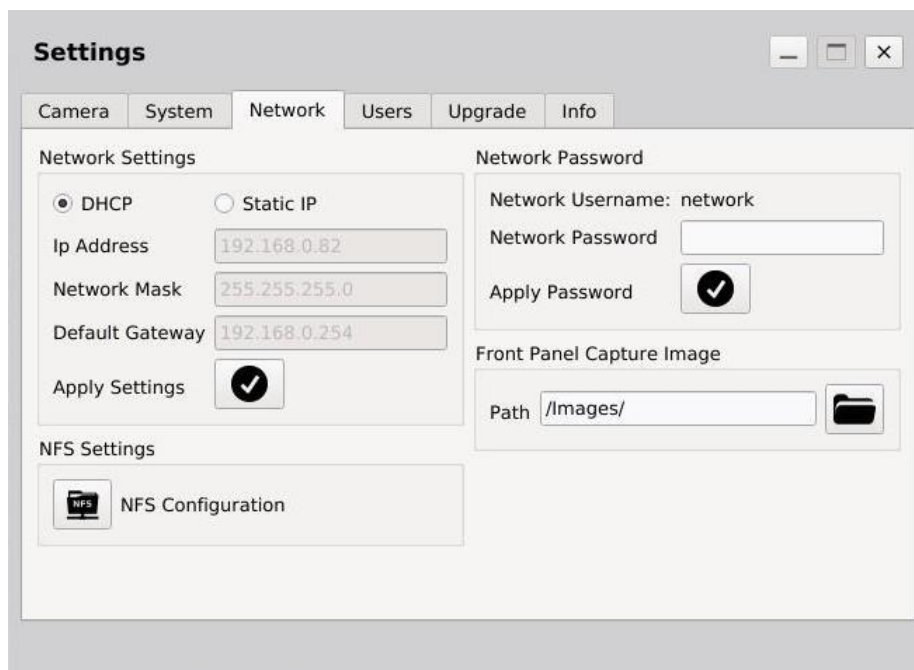 Settings
Camera System Network Users Upgrade Info
Network Settings
DHCP Static IP
Ip Address 192.168.0.82
Network Mask 255.255.255.0
Default Gateway 192.168.0.254
Apply Settings
NFS Settings
NFS NFS Configuration
Network Password
Network Username: network
Network Password
Apply Password
Front Panel Capture Image
Path /Images/